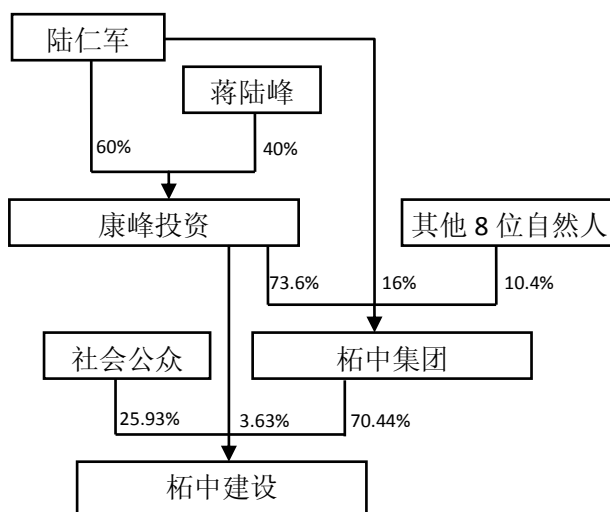 陆仁军
蒋陆峰
60%
40%
康峰投资
其他 8 位自然人
73.6%
16%
10.4%
社会公众
柘中集团
25.93%
3.63%
70.44%
柘中建设